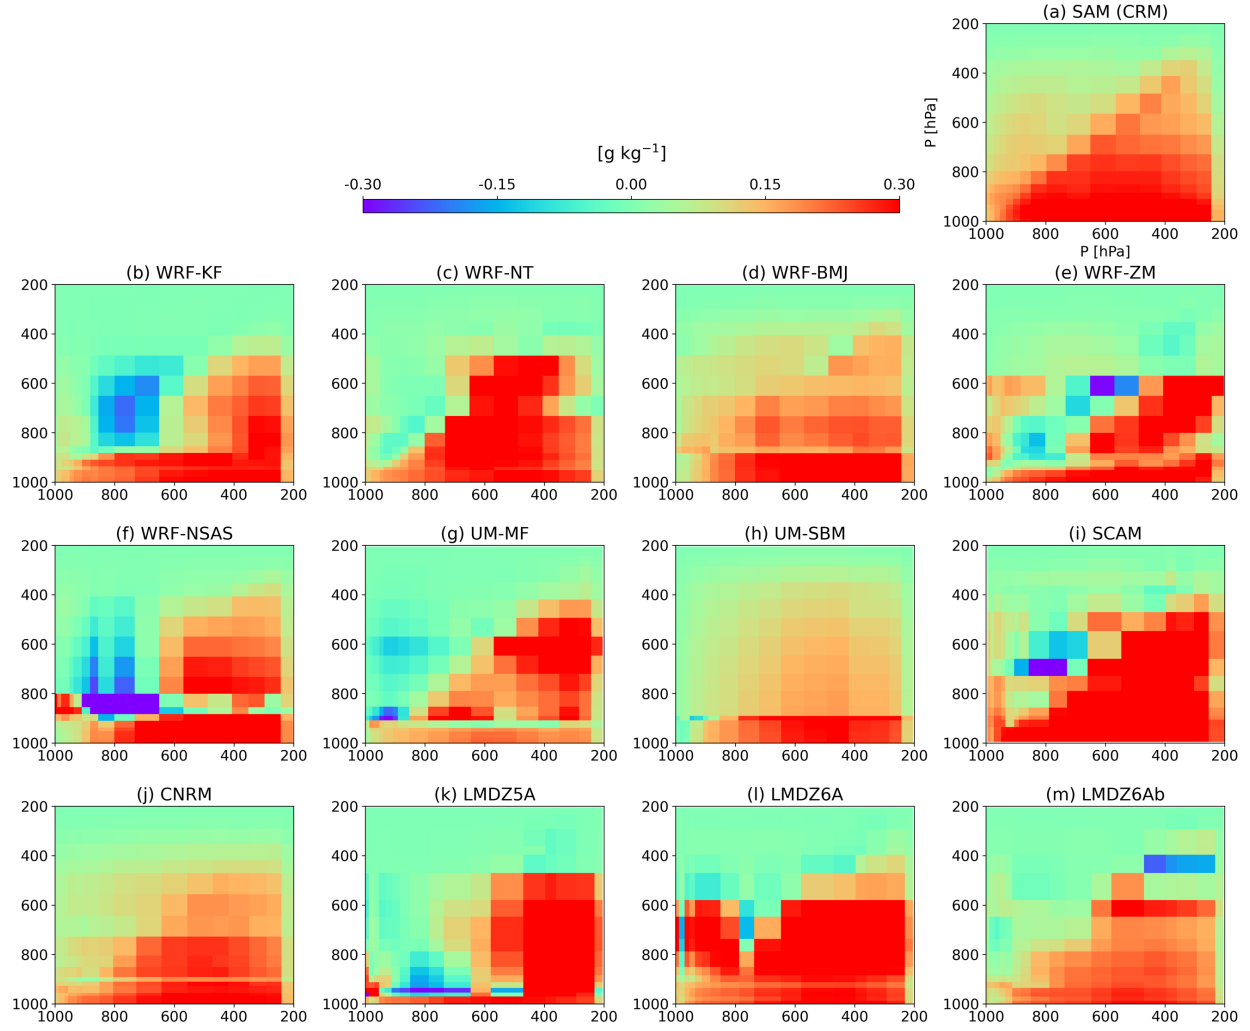 (a) SAM (CRM)
200
400
600
800
1000
P [hPa]
1000 800 600 400 200
P [hPa]
[g kg⁻¹]
-0.30 -0.15 0.00 0.15 0.30
(b) WRF-KF
200
400
600
800
1000
1000 800 600 400 200
(c) WRF-NT
200
400
600
800
1000
1000 800 600 400 200
(d) WRF-BMJ
200
400
600
800
1000
1000 800 600 400 200
(e) WRF-ZM
200
400
600
800
1000
1000 800 600 400 200
(f) WRF-NSAS
200
400
600
800
1000
1000 800 600 400 200
(g) UM-MF
200
400
600
800
1000
1000 800 600 400 200
(h) UM-SBM
200
400
600
800
1000
1000 800 600 400 200
(i) SCAM
200
400
600
800
1000
1000 800 600 400 200
(j) CNRM
200
400
600
800
1000
1000 800 600 400 200
(k) LMDZ5A
200
400
600
800
1000
1000 800 600 400 200
(l) LMDZ6A
200
400
600
800
1000
1000 800 600 400 200
(m) LMDZ6Ab
200
400
600
800
1000
1000 800 600 400 200